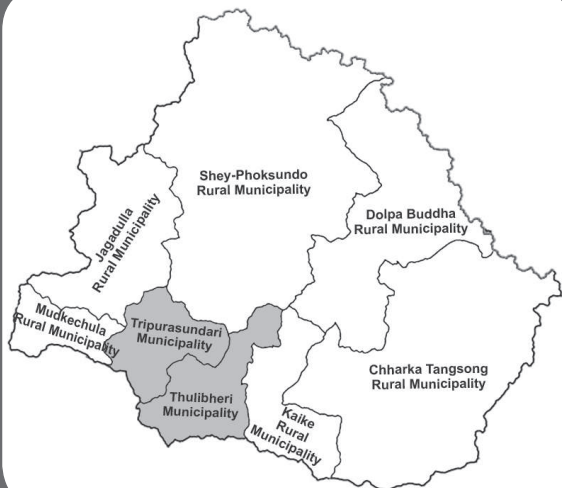 Shey-Phoksundo
Rural Municipality
Dolpa Buddha
Rural Municipality
Jagadulla
Rural Municipality
Mudkechula
Rural Municipality
Tripurasundari
Municipality
Chharka Tangsong
Rural Municipality
Thulibheri
Municipality
Kaike
Rural
Municipality